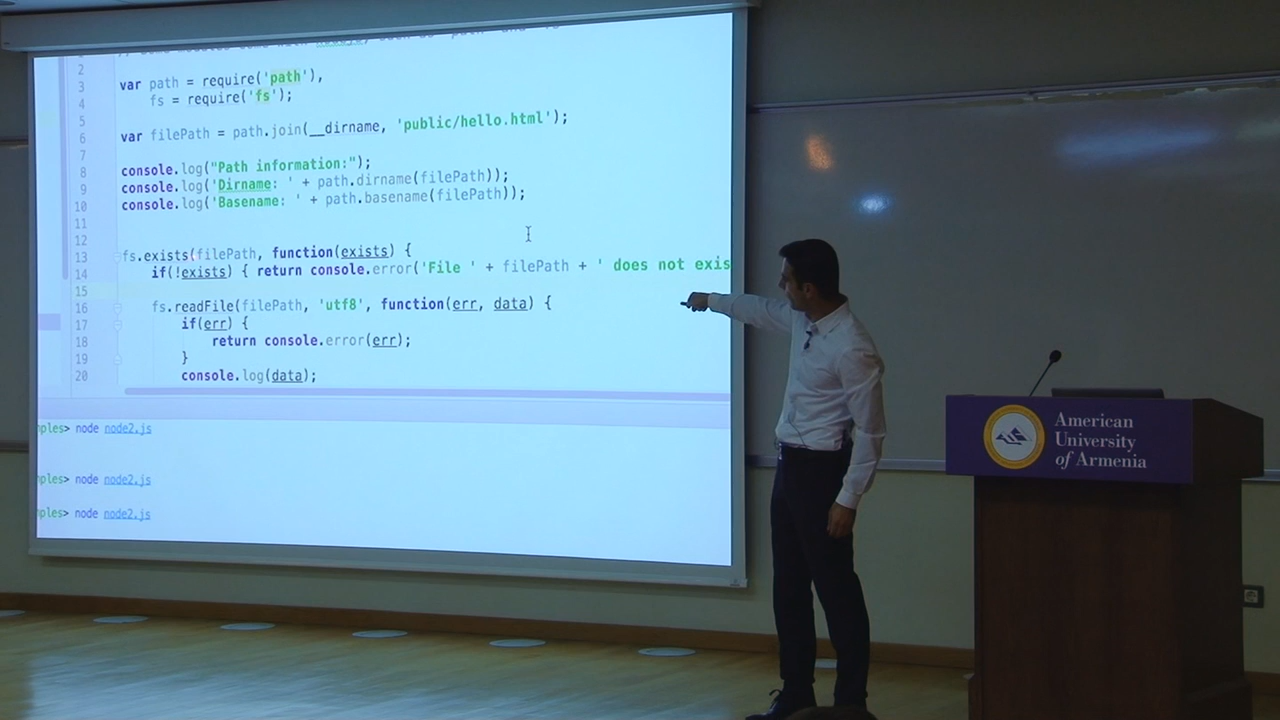 2
3 var path = require('path'),
4 fs = require('fs');
5
6 var filePath = path.join(__dirname, 'public/hello.html');
7
8 console.log("Path information:");
9 console.log('Dirname: ' + path.dirname(filePath));
10 console.log('Basename: ' + path.basename(filePath));
11
12
13 fs.exists(filePath, function(exists) {
14 if(!exists) { return console.error('File ' + filePath + ' does not exis
15
16 fs.readFile(filePath, 'utf8', function(err, data) {
17 if(err) {
18 return console.error(err);
19 }
20 console.log(data);
ples> node node2.js
ples> node node2.js
ples> node node2.js
American
University
of Armenia